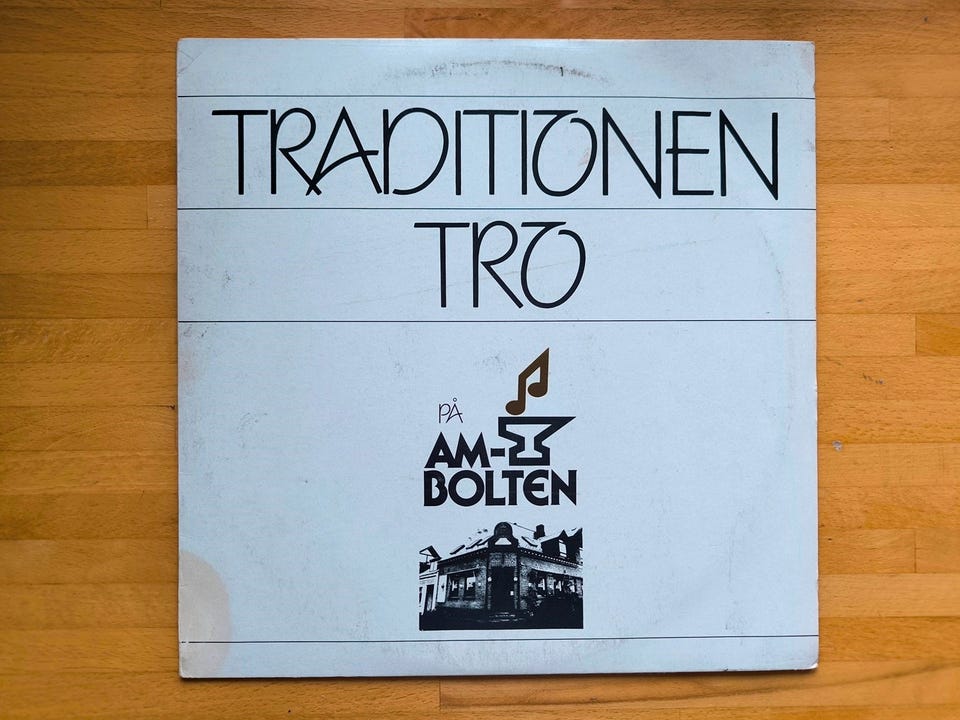 TRADITIONEN
TRO
PÅ
AM-
BOLTEN